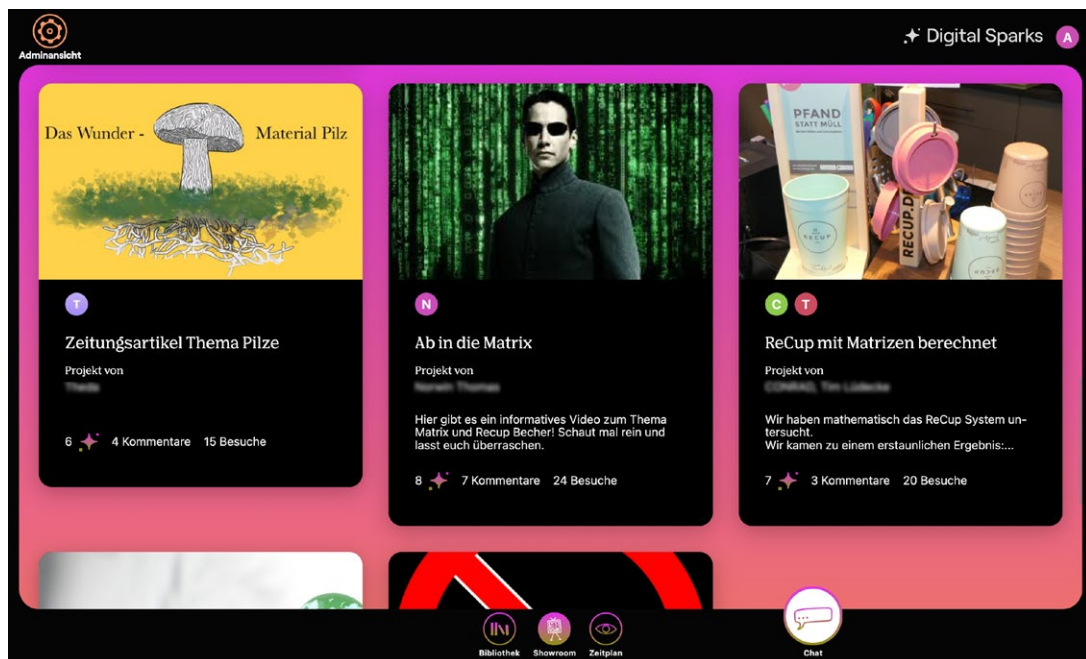 Adminansicht
Digital Sparks
A
Das Wunder -
Material Pilz
PFAND
STATT MÜLL
RECUP
RECUP.D
T
Zeitungsartikel Thema Pilze
Projekt von
6
4 Kommentare
15 Besuche
N
Ab in die Matrix
Projekt von
Hier gibt es ein informatives Video zum Thema
Matrix und Recup Becher! Schaut mal rein und
lasst euch überraschen.
8
7 Kommentare
24 Besuche
C
T
ReCup mit Matrizen berechnet
Projekt von
Wir haben mathematisch das ReCup System un-
tersucht.
Wir kamen zu einem erstaunlichen Ergebnis:...
7
3 Kommentare
20 Besuche
Bibliothek
Showroom
Zeitplan
Chat